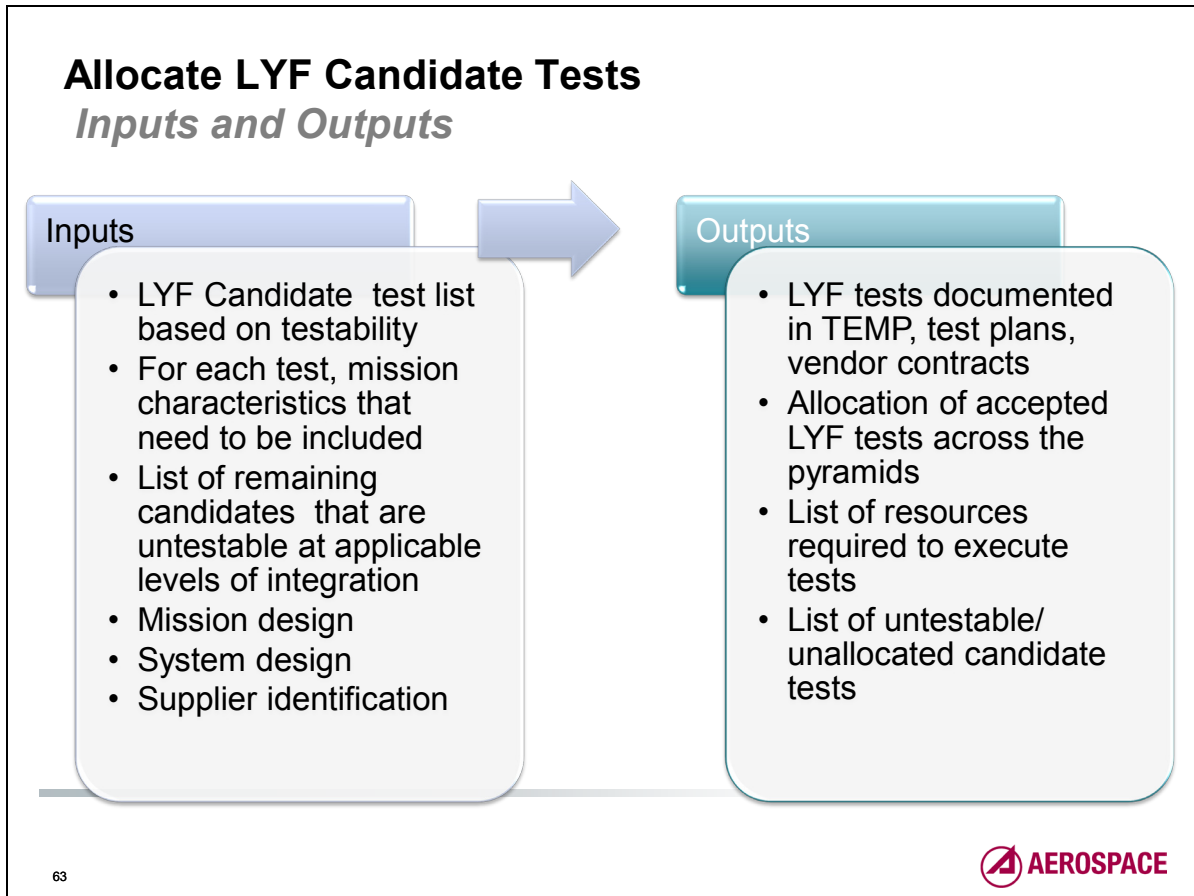 Allocate LYF Candidate Tests
Inputs and Outputs
Inputs
• LYF Candidate test list
based on testability
• For each test, mission
characteristics that
need to be included
• List of remaining
candidates that are
untestable at applicable
levels of integration
• Mission design
• System design
• Supplier identification
Outputs
• LYF tests documented
in TEMP, test plans,
vendor contracts
• Allocation of accepted
LYF tests across the
pyramids
• List of resources
required to execute
tests
• List of untestable/
unallocated candidate
tests
63
AEROSPACE